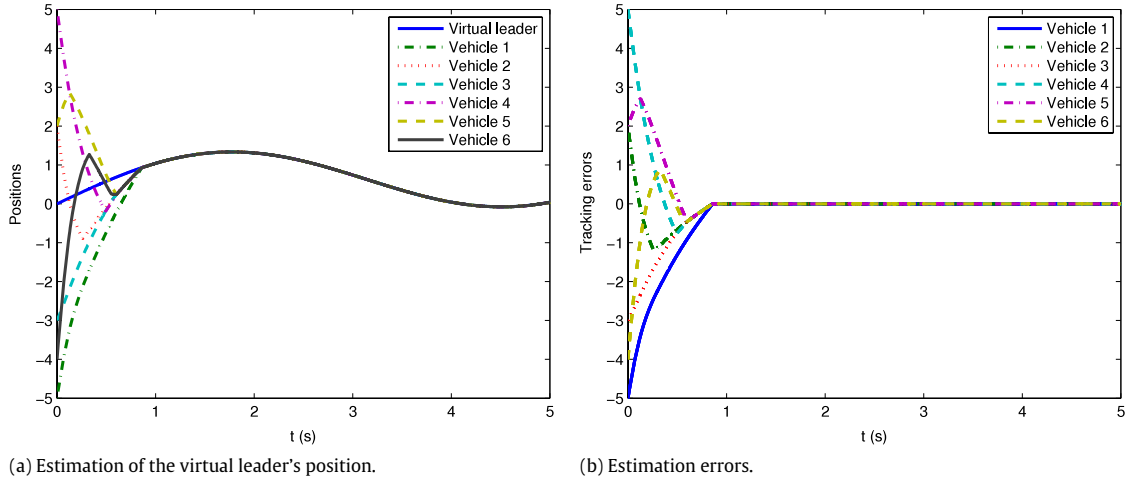 5
4
3
2
1
0
−1
−2
−3
−4
−5
Positions
0
1
2
3
4
5
t (s)
Virtual leader
Vehicle 1
Vehicle 2
Vehicle 3
Vehicle 4
Vehicle 5
Vehicle 6
(a) Estimation of the virtual leader's position.
5
4
3
2
1
0
−1
−2
−3
−4
−5
Tracking errors
0
1
2
3
4
5
t (s)
Vehicle 1
Vehicle 2
Vehicle 3
Vehicle 4
Vehicle 5
Vehicle 6
(b) Estimation errors.